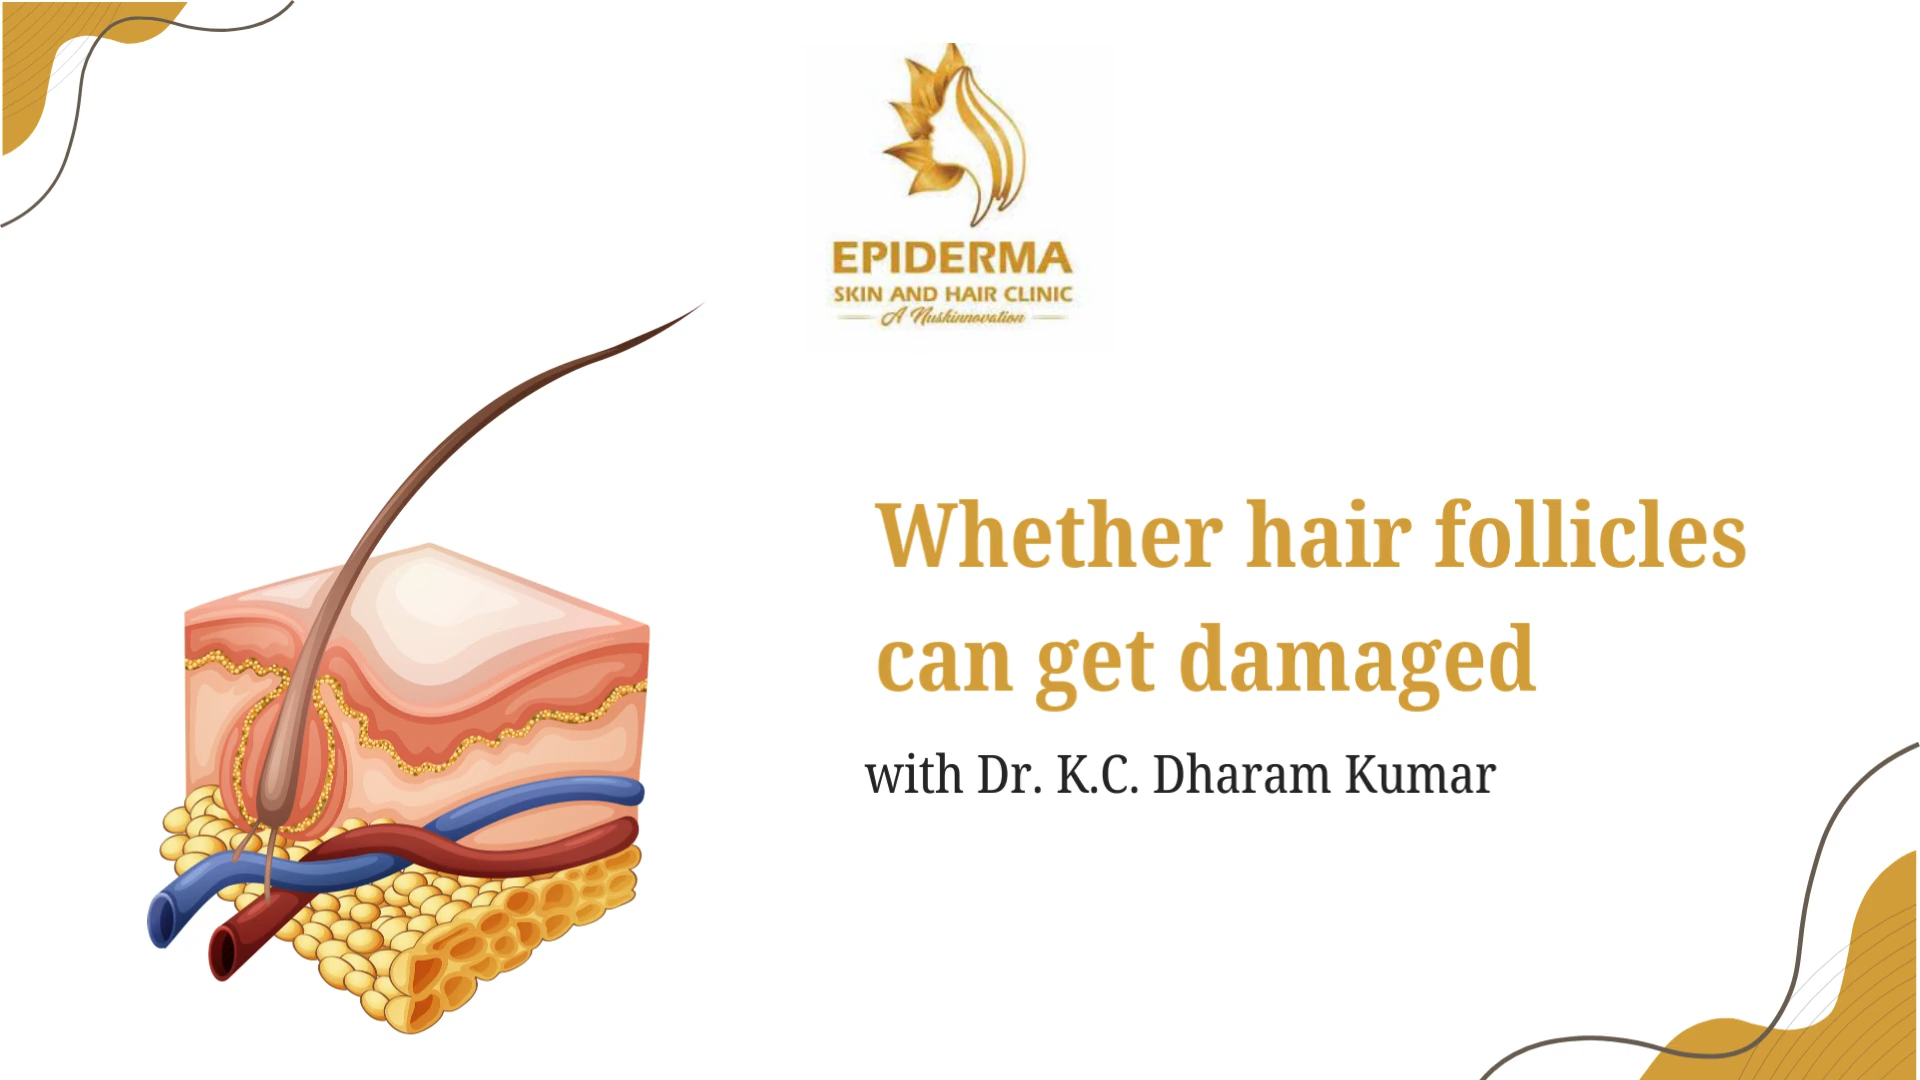 EPIDERMA
SKIN AND HAIR CLINIC
A Nuskinnovation
Whether hair follicles
can get damaged
with Dr. K.C. Dharam Kumar